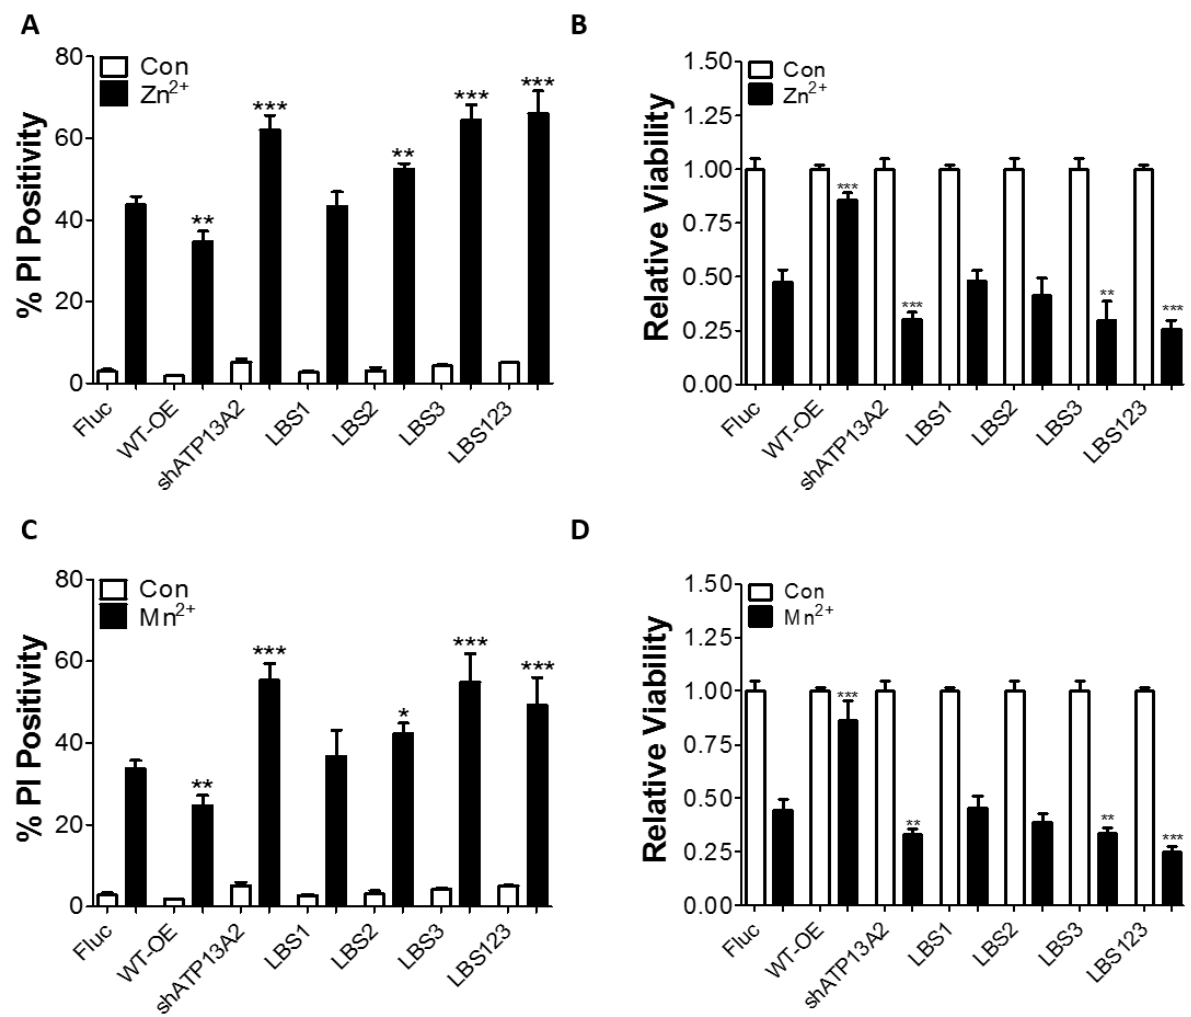 A
80
60
40
20
0
% PI Positivity
Con
Zn2+
***
**
**
***
***
Fluc
WT-OE
shATP13A2
LBS1
LBS2
LBS3
LBS123
B
1.50
1.25
1.00
0.75
0.50
0.25
0.00
Relative Viability
Con
Zn2+
***
***
**
***
Fluc
WT-OE
shATP13A2
LBS1
LBS2
LBS3
LBS123
C
80
60
40
20
0
% PI Positivity
Con
Mn2+
**
***
*
***
***
Fluc
WT-OE
shATP13A2
LBS1
LBS2
LBS3
LBS123
D
1.50
1.25
1.00
0.75
0.50
0.25
0.00
Relative Viability
Con
Mn2+
***
**
**
***
Fluc
WT-OE
shATP13A2
LBS1
LBS2
LBS3
LBS123